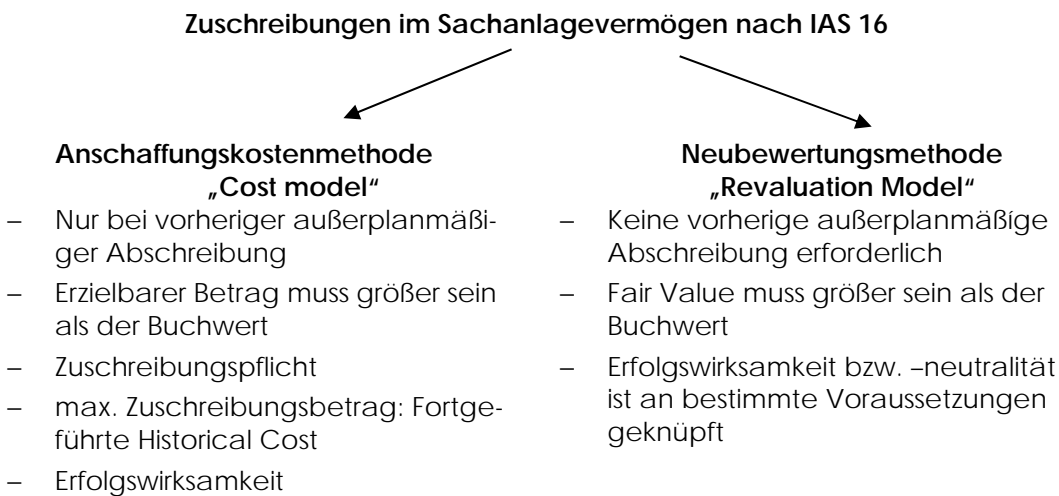 Zuschreibungen im Sachanlagevermögen nach IAS 16
Anschaffungskostenmethode
„Cost model“
– Nur bei vorheriger außerplanmäßi-
ger Abschreibung
– Erzielbarer Betrag muss größer sein
als der Buchwert
– Zuschreibungspflicht
– max. Zuschreibungsbetrag: Fortge-
führte Historical Cost
– Erfolgswirksamkeit
Neubewertungsmethode
„Revaluation Model“
– Keine vorherige außerplanmäßíge
Abschreibung erforderlich
– Fair Value muss größer sein als der
Buchwert
– Erfolgswirksamkeit bzw. –neutralität
ist an bestimmte Voraussetzungen
geknüpft